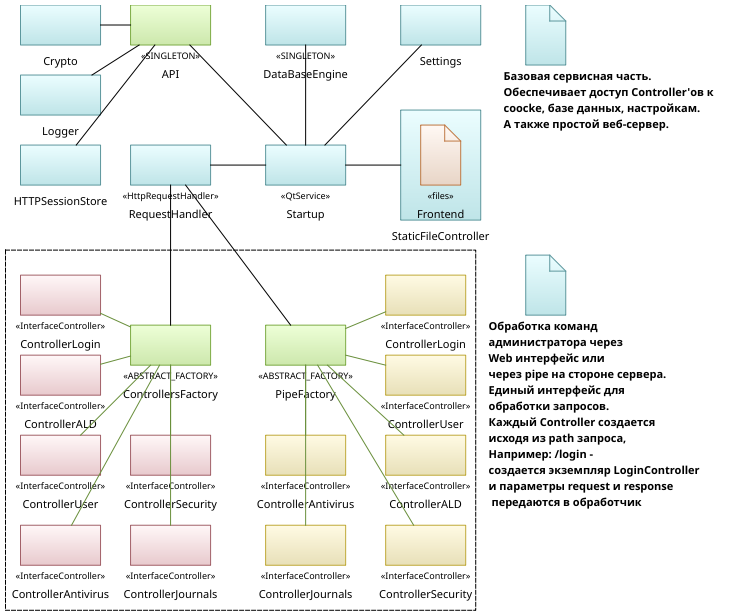 Crypto
«SINGLETON»
API
«SINGLETON»
DataBaseEngine
Settings
Базовая сервисная часть.
Обеспечивает доступ Controller'ов к
coocke, базе данных, настройкам.
А также простой веб-сервер.
Logger
HTTPSessionStore
«HttpRequestHandler»
RequestHandler
«QtService»
Startup
«files»
Frontend
StaticFileController
«InterfaceController»
ControllerLogin
«ABSTRACT_FACTORY»
ControllersFactory
«ABSTRACT_FACTORY»
PipeFactory
«InterfaceController»
ControllerLogin
«InterfaceController»
ControllerALD
«InterfaceController»
ControllerUser
«InterfaceController»
ControllerUser
«InterfaceController»
ControllerSecurity
«InterfaceController»
ControllerAntivirus
«InterfaceController»
ControllerALD
«InterfaceController»
ControllerAntivirus
«InterfaceController»
ControllerJournals
«InterfaceController»
ControllerJournals
«InterfaceController»
ControllerSecurity
Обработка команд
администратора через
Web интерфейс или
через pipe на стороне сервера.
Единый интерфейс для
обработки запросов.
Каждый Controller создается
исходя из path запроса,
Например: /login -
создается экземпляр LoginController
и параметры request и response
передаются в обработчик